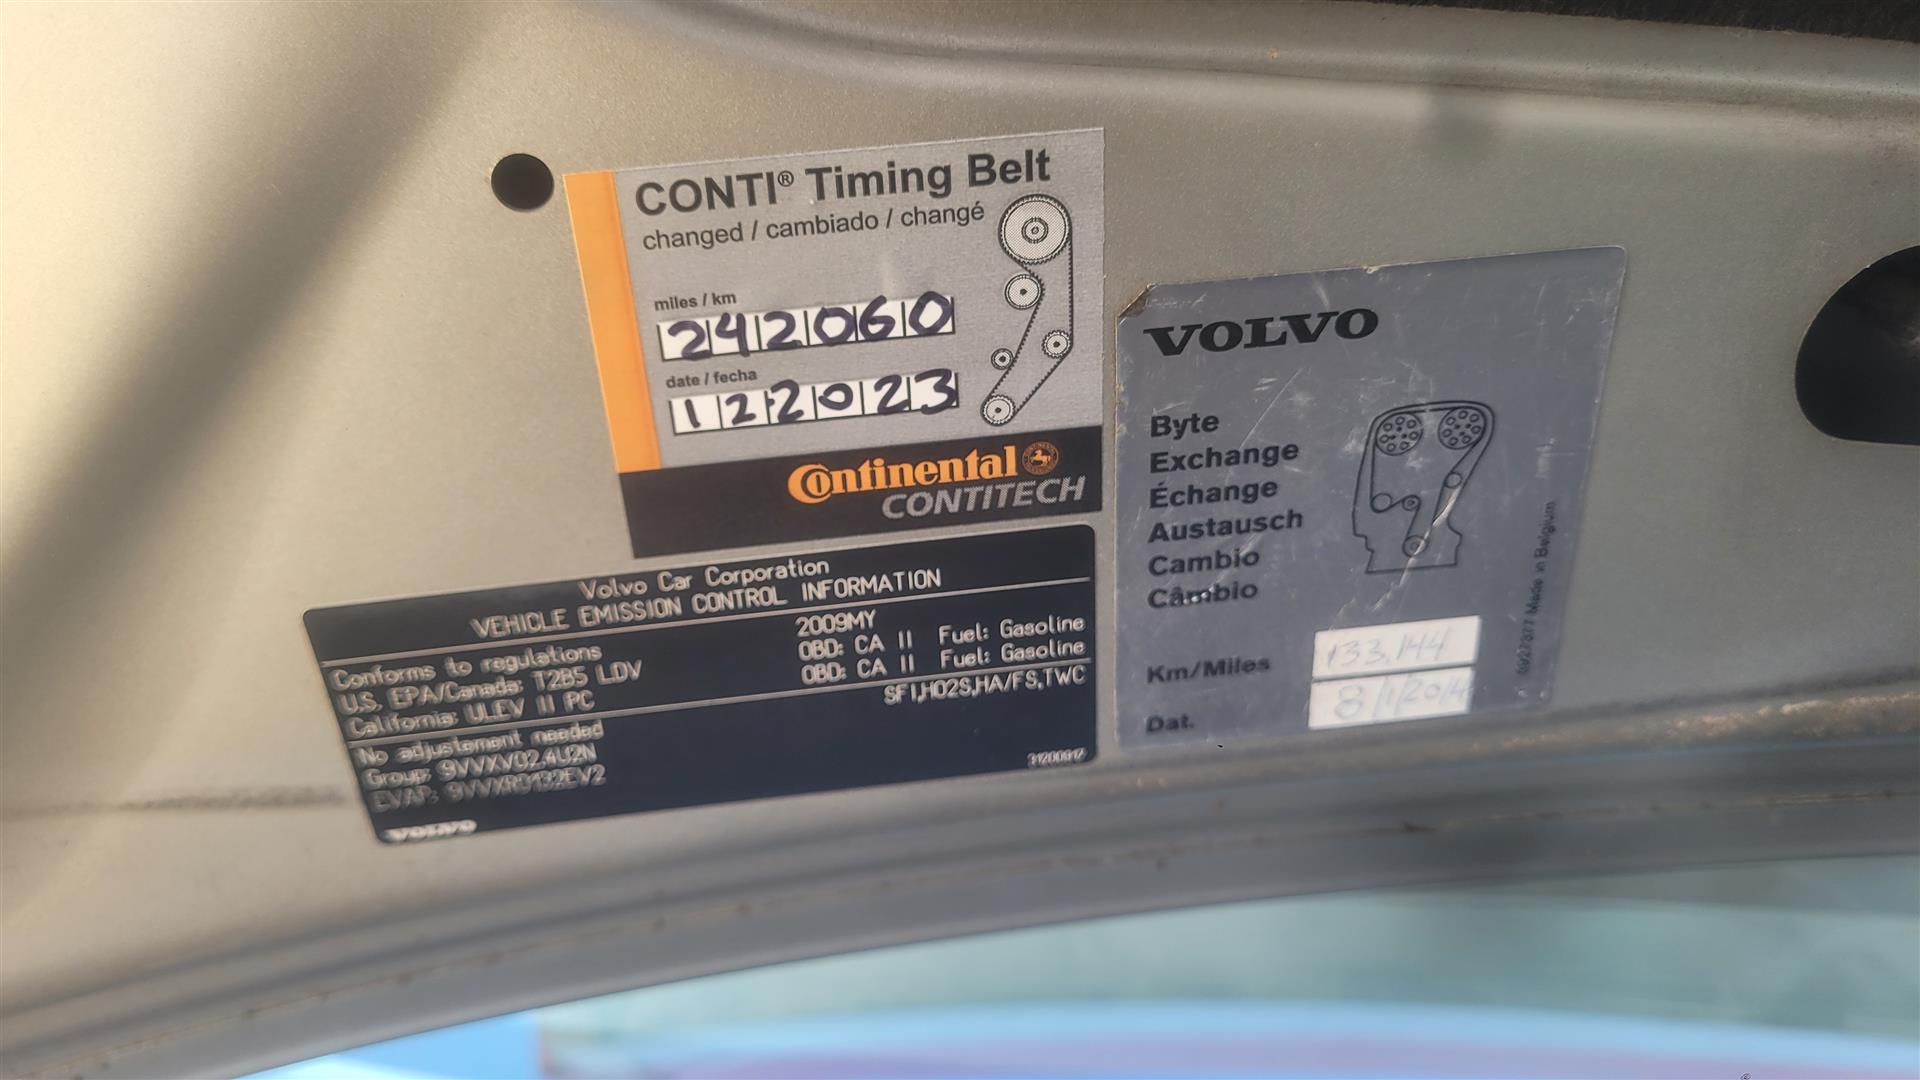 CONTI® Timing Belt
changed / cambiado / changé
miles / km
242060
date / fecha
122023
Continental
CONTITECH
Volvo Car Corporation
VEHICLE EMISSION CONTROL INFORMATION
2009MY
Conforms to regulations
U.S. EPA/Canada: T2B5 LDV OBD: CA II Fuel: Gasoline
California: ULEV II PC OBD: CA II Fuel: Gasoline
No adjustement needed SFI,HO2S,HA/FS,TWC
Group: 9VVXV02.4U2N
EVAP: 9VVXR0132EV2
VOLVO
VOLVO
Byte
Exchange
Échange
Austausch
Cambio
Câmbio
Km/Miles 133,144
Dat. 8/1/2014
Made in Belgium